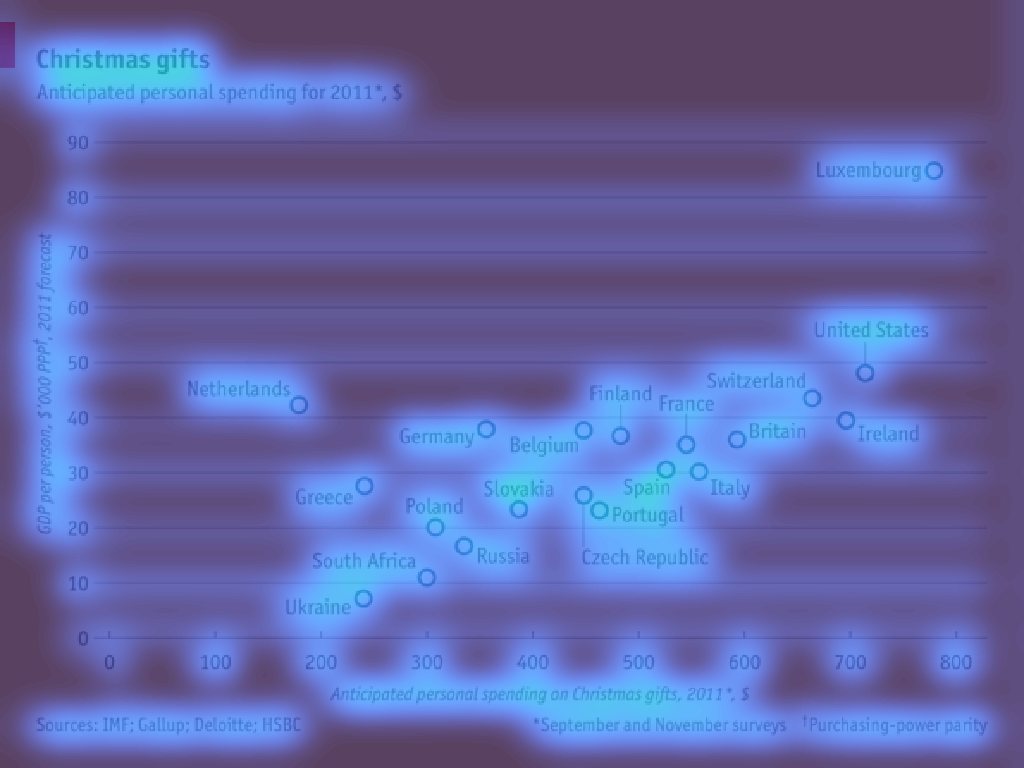 Christmas gifts
Anticipated personal spending for 2011*, $
90
80
70
60
50
40
30
20
10
0
GDP per person, $'000 PPP†, 2011 forecast
Luxembourg
United States
Switzerland
Netherlands
Finland
France
Germany
Belgium
Britain
Ireland
Greece
Slovakia
Spain
Italy
Poland
Portugal
South Africa
Russia
Czech Republic
Ukraine
0 100 200 300 400 500 600 700 800
Anticipated personal spending on Christmas gifts, 2011*, $
Sources: IMF; Gallup; Deloitte; HSBC
*September and November surveys †Purchasing-power parity